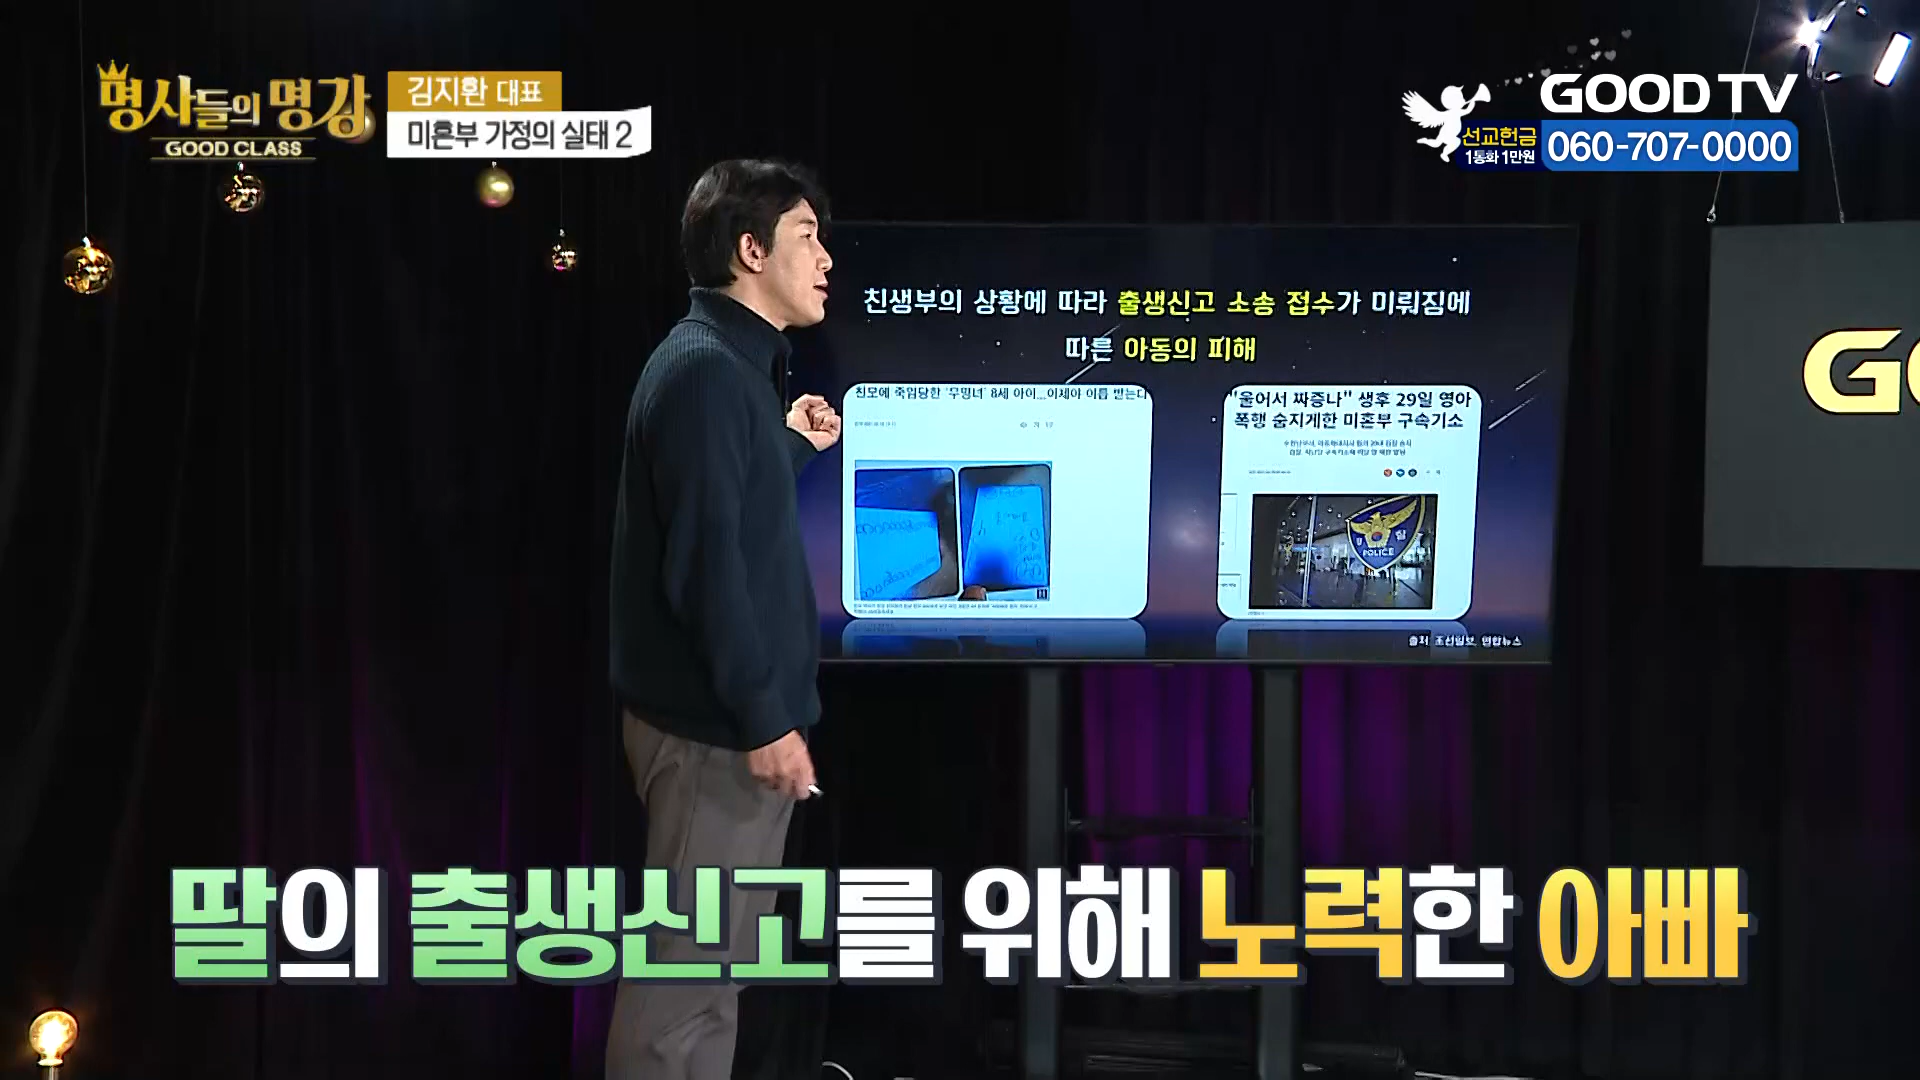 명사들의 명강
GOOD CLASS
김지환 대표
미혼부 가정의 실태 2
GOOD TV
선교헌금
1통화 1만원
060-707-0000
친생부의 상황에 따라 출생신고 소송 접수가 미뤄짐에
따른 아동의 피해
친모에 죽임당한 '무명녀' 8세 아이...이제야 이름 받는다
"울어서 짜증나" 생후 29일 영아
폭행 숨지게한 미혼부 구속기소
POLICE
출처: 조선일보, 연합뉴스
GO
딸의 출생신고를 위해 노력한 아빠